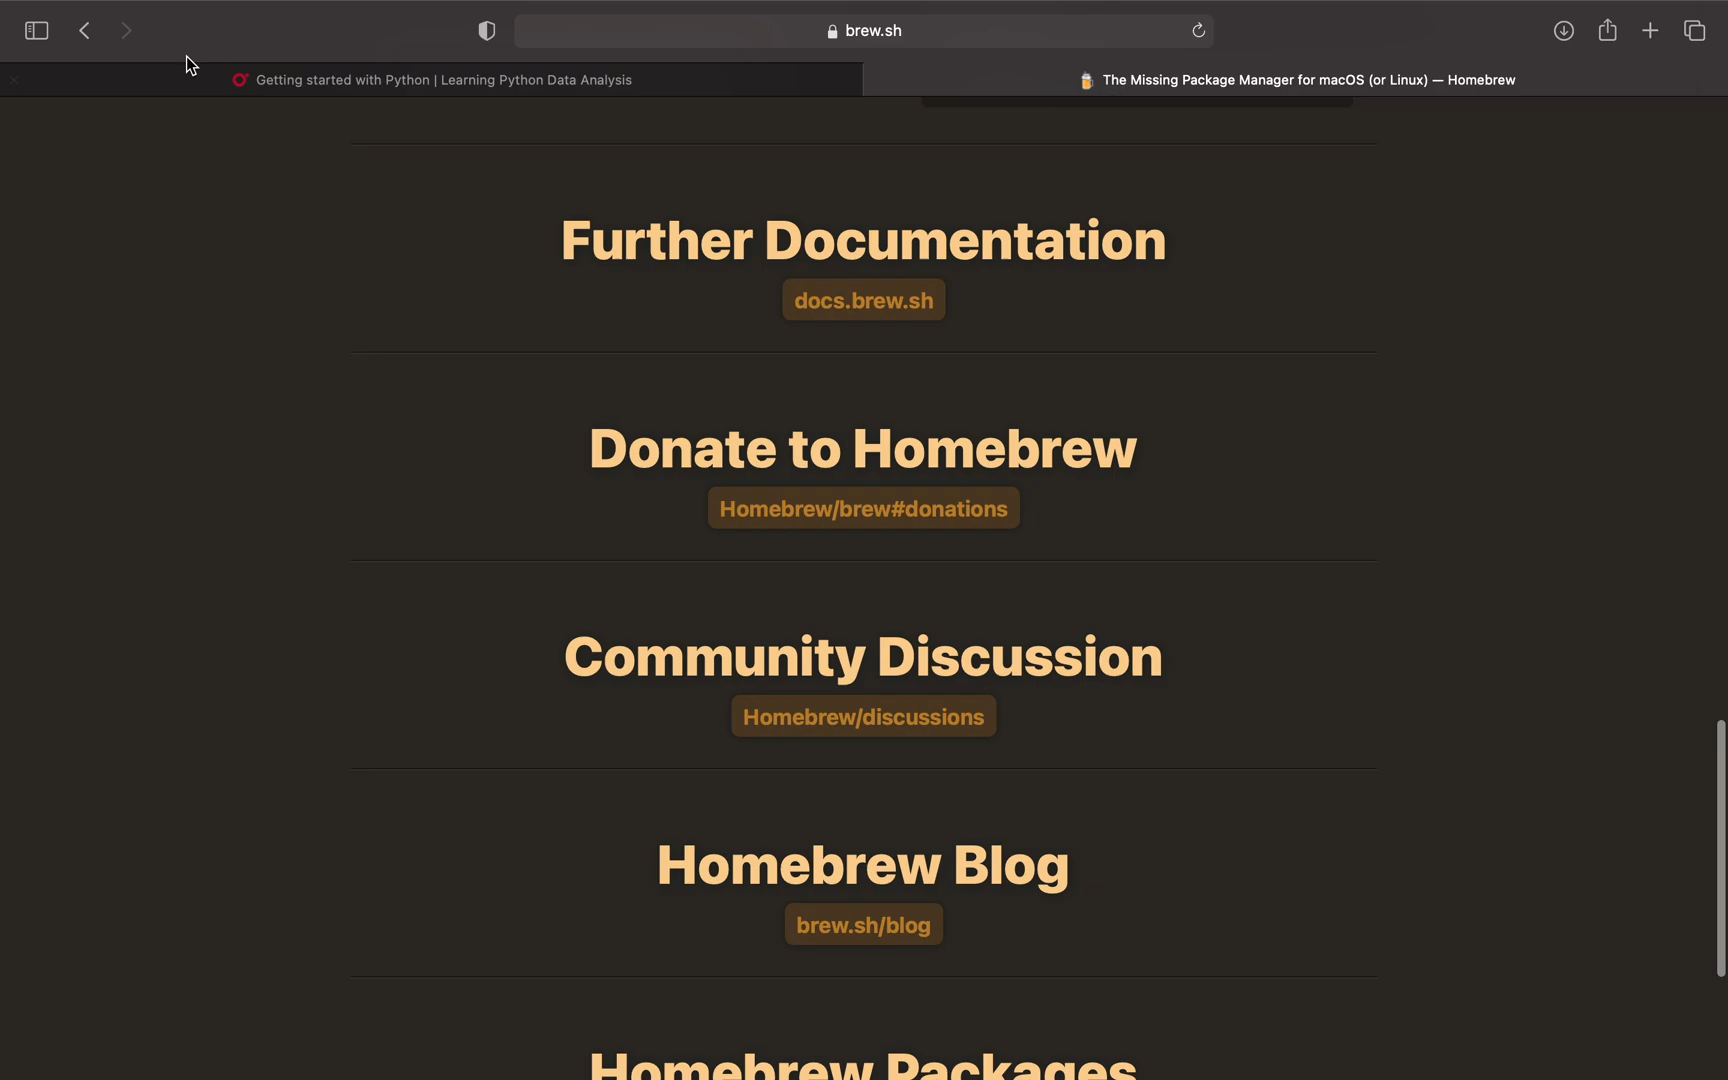 brew.sh
Getting started with Python | Learning Python Data Analysis
The Missing Package Manager for macOS (or Linux) — Homebrew
Further Documentation
docs.brew.sh
Donate to Homebrew
Homebrew/brew#donations
Community Discussion
Homebrew/discussions
Homebrew Blog
brew.sh/blog
Homebrew Packages